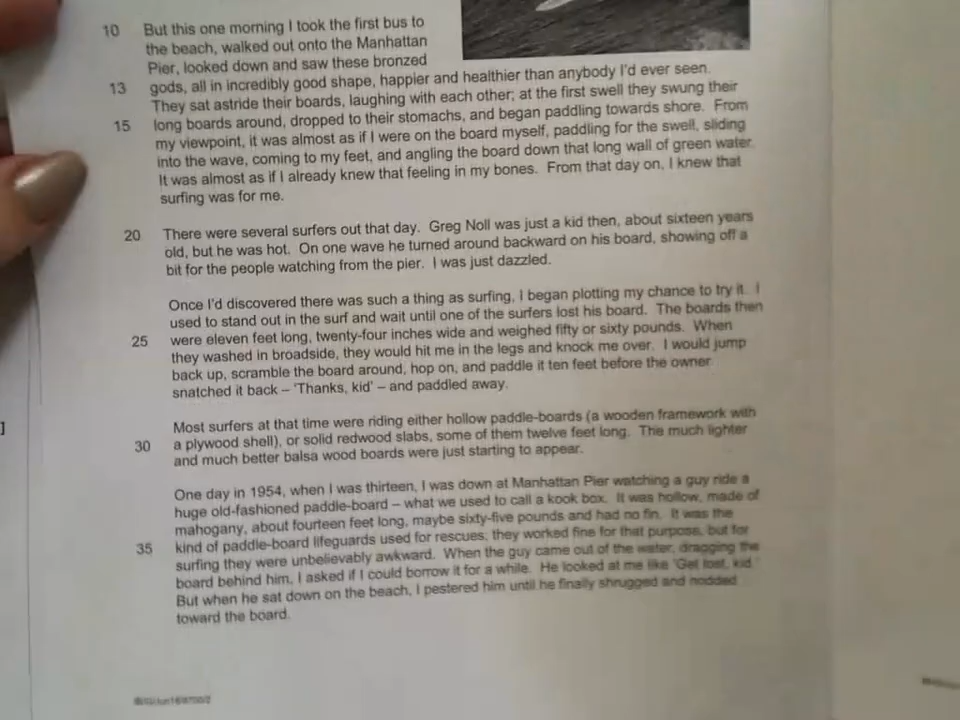 10 But this one morning I took the first bus to
the beach, walked out onto the Manhattan
Pier, looked down and saw these bronzed
13 gods, all in incredibly good shape, happier and healthier than anybody I'd ever seen.
They sat astride their boards, laughing with each other; at the first swell they swung their
15 long boards around, dropped to their stomachs, and began paddling towards shore. From
my viewpoint, it was almost as if I were on the board myself, paddling for the swell, sliding
into the wave, coming to my feet, and angling the board down that long wall of green water.
It was almost as if I already knew that feeling in my bones. From that day on, I knew that
surfing was for me.
20 There were several surfers out that day. Greg Noll was just a kid then, about sixteen years
old, but he was hot. On one wave he turned around backward on his board, showing off a
bit for the people watching from the pier. I was just dazzled.
Once I'd discovered there was such a thing as surfing, I began plotting my chance to try it. I
used to stand out in the surf and wait until one of the surfers lost his board. The boards then
25 were eleven feet long, twenty-four inches wide and weighed fifty or sixty pounds. When
they washed in broadside, they would hit me in the legs and knock me over. I would jump
back up, scramble the board around, hop on, and paddle it ten feet before the owner
snatched it back – 'Thanks, kid' – and paddled away.
]
Most surfers at that time were riding either hollow paddle-boards (a wooden framework with
30 a plywood shell), or solid redwood slabs, some of them twelve feet long. The much lighter
and much better balsa wood boards were just starting to appear.
One day in 1954, when I was thirteen, I was down at Manhattan Pier watching a guy ride a
huge old-fashioned paddle-board – what we used to call a kook box. It was hollow, made of
mahogany, about fourteen feet long, maybe sixty-five pounds and had no fin. It was the
35 kind of paddle-board lifeguards used for rescues; they worked fine for that purpose, but for
surfing they were unbelievably awkward. When the guy came out of the water, dragging the
board behind him, I asked if I could borrow it for a while. He looked at me like 'Get lost, kid.'
But when he sat down on the beach, I pestered him until he finally shrugged and nodded
toward the board.